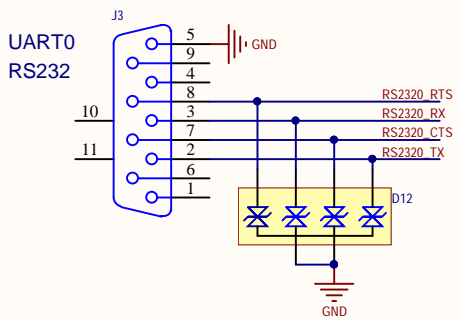 J3
UART0
RS232
5
GND
9
4
8
RS2320_RTS
10
3
RS2320_RX
7
RS2320_CTS
11
2
RS2320_TX
6
1
D12
GND